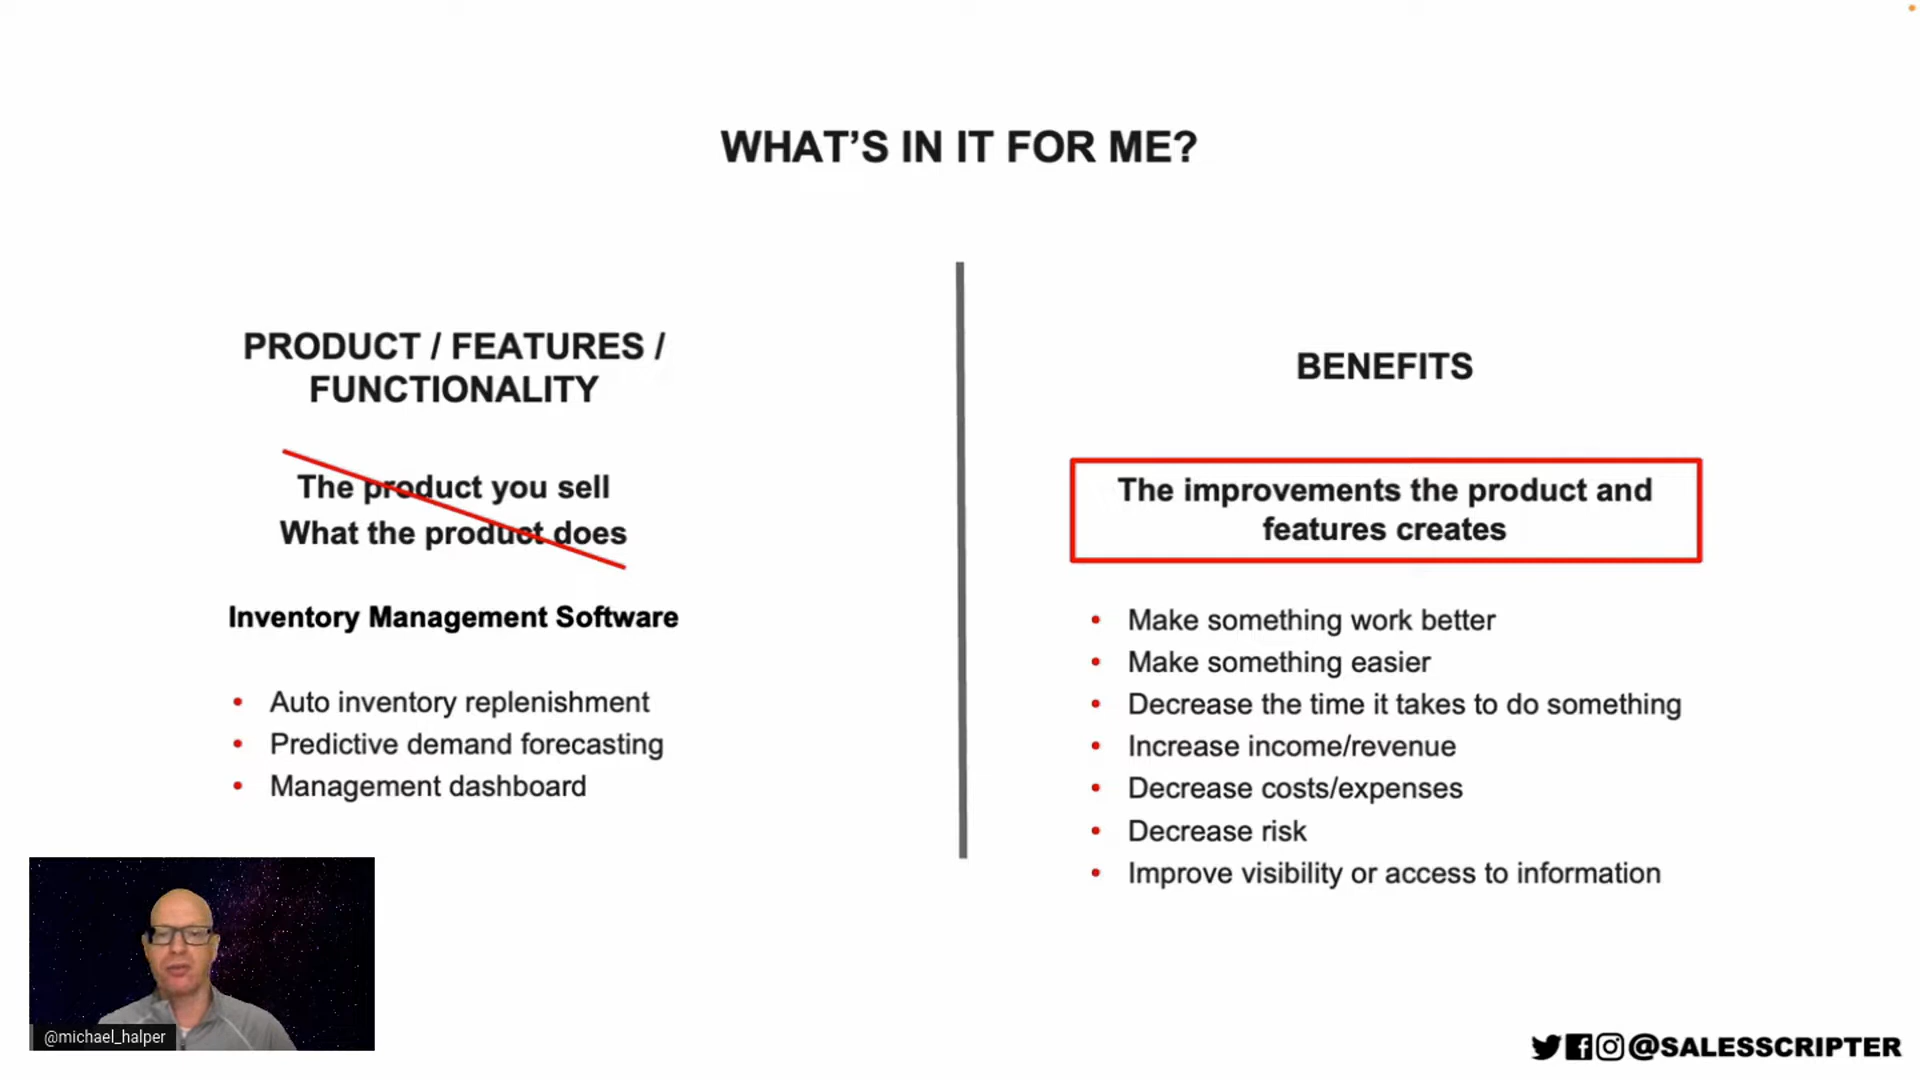 WHAT’S IN IT FOR ME?
PRODUCT / FEATURES /
FUNCTIONALITY
The product you sell
What the product does
Inventory Management Software
• Auto inventory replenishment
• Predictive demand forecasting
• Management dashboard
BENEFITS
The improvements the product and
features creates
• Make something work better
• Make something easier
• Decrease the time it takes to do something
• Increase income/revenue
• Decrease costs/expenses
• Decrease risk
• Improve visibility or access to information
@michael_halper
@SALESSCRIPTER